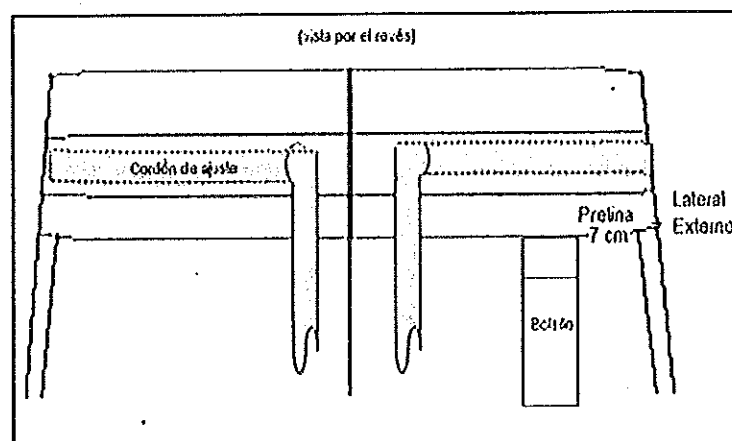 (vista por el revés)
Cordón de ajuste
Pretina
7 cm
Lateral
Externo
Bolsillo